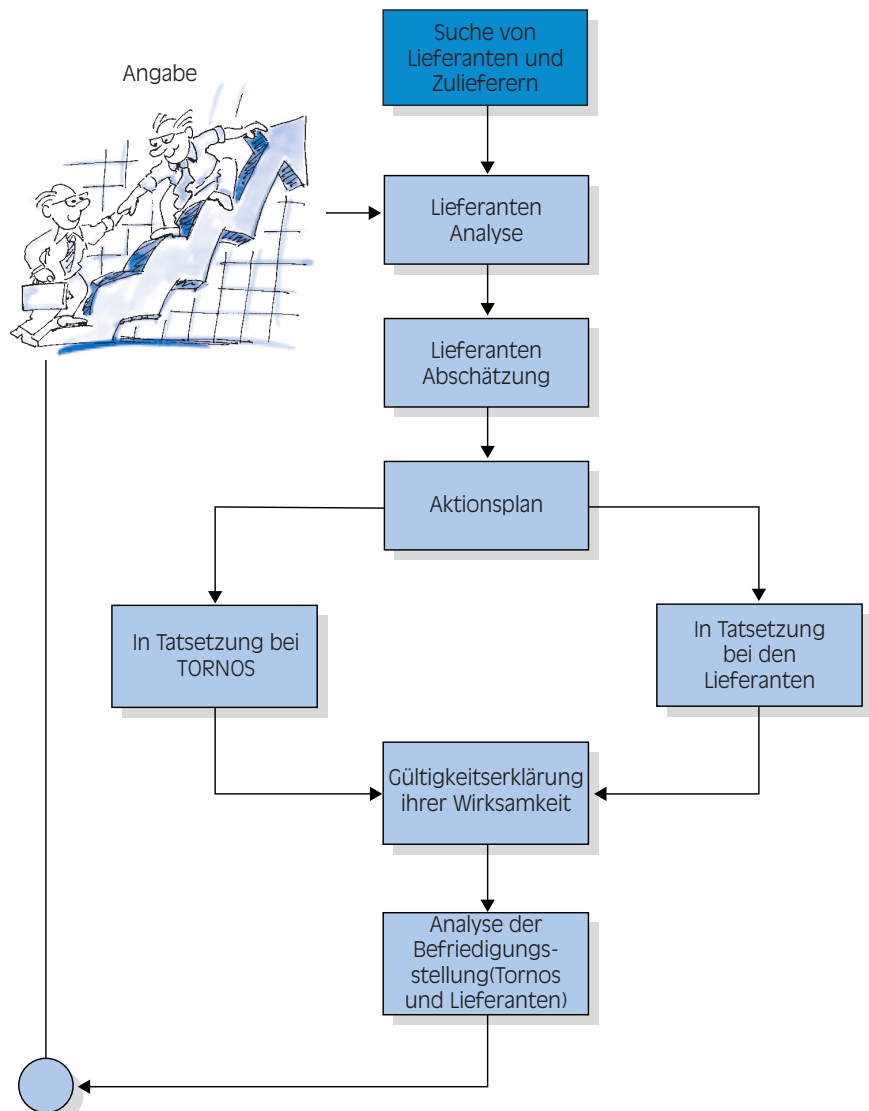 Suche von
Lieferanten und
Zulieferern
Angabe
Lieferanten
Analyse
Lieferanten
Abschätzung
Aktionsplan
In Tatsetzung bei
TORNOS
In Tatsetzung
bei den
Lieferanten
Gültigkeitserklärung
ihrer Wirksamkeit
Analyse der
Befriedigungs-
stellung(Tornos
und Lieferanten)